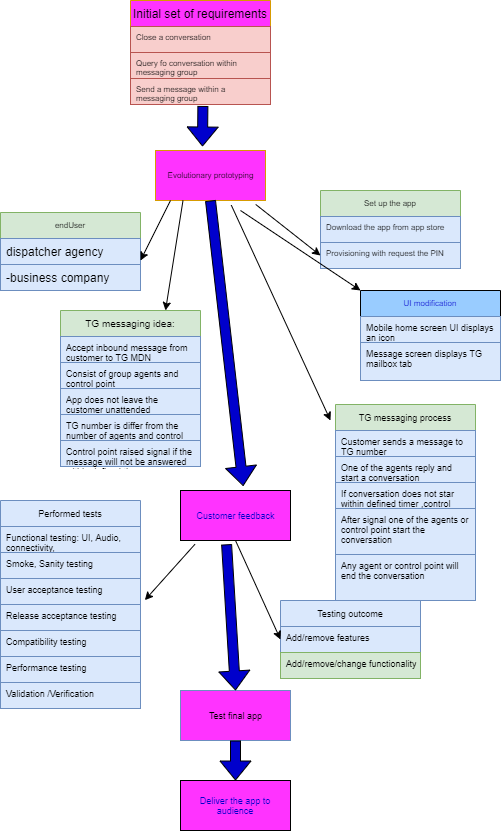 Initial set of requirements
Close a conversation
Query fo conversation within
messaging group
Send a message within a
messaging group
Evolutionary prototyping
endUser
dispatcher agency
-business company
Set up the app
Download the app from app store
Provisioning with request the PIN
UI modification
Mobile home screen UI displays
an icon
Message screen displays TG
mailbox tab
TG messaging idea:
Accept inbound message from
customer to TG MDN
Consist of group agents and
control point
App does not leave the
customer unattended
TG number is differ from the
number of agents and control
Control point raised signal if the
message will not be answered
TG messaging process
Customer sends a message to
TG number
One of the agents reply and
start a conversation
If conversation does not star
within defined timer ,control
After signal one of the agents or
control point start the
conversation
Any agent or control point will
end the conversation
Customer feedback
Performed tests
Functional testing: UI, Audio,
connectivity,
Smoke, Sanity testing
User acceptance testing
Release acceptance testing
Compatibility testing
Performance testing
Validation /Verification
Testing outcome
Add/remove features
Add/remove/change functionality
Test final app
Deliver the app to
audience